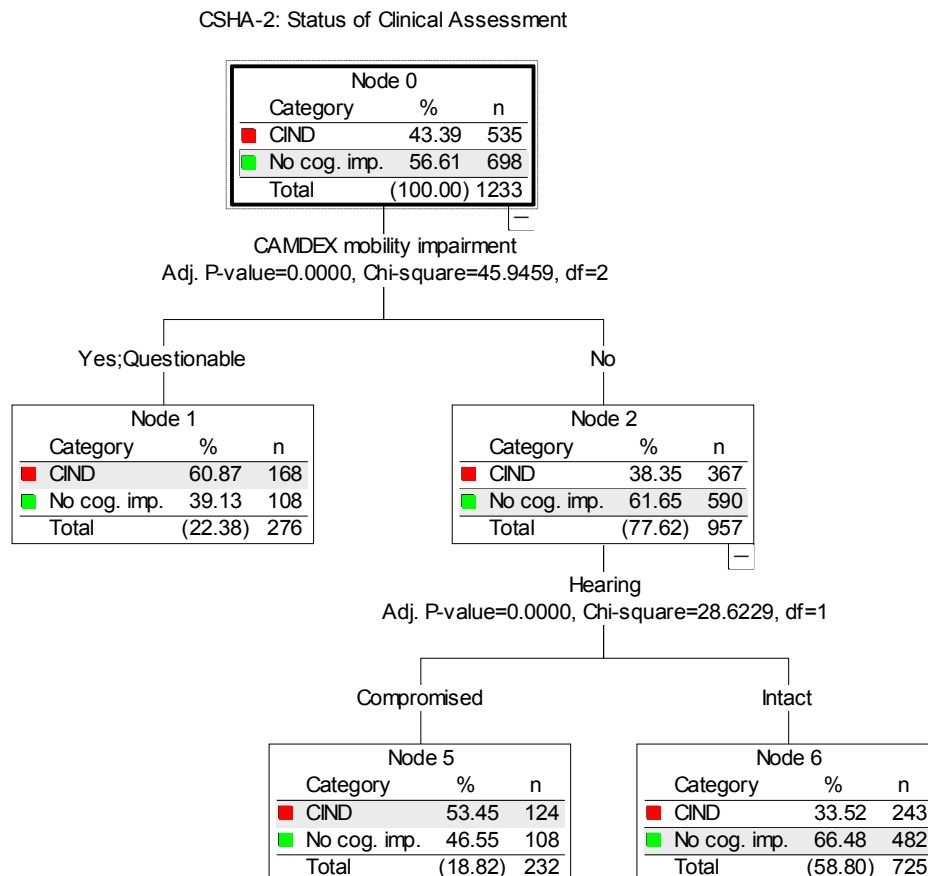 CSHA-2: Status of Clinical Assessment
Node 0
Category % n
CIND 43.39 535
No cog. imp. 56.61 698
Total (100.00) 1233
CAMDEX mobility impairment
Adj. P-value=0.0000, Chi-square=45.9459, df=2
Yes;Questionable No
Node 1
Category % n
CIND 60.87 168
No cog. imp. 39.13 108
Total (22.38) 276
Node 2
Category % n
CIND 38.35 367
No cog. imp. 61.65 590
Total (77.62) 957
Hearing
Adj. P-value=0.0000, Chi-square=28.6229, df=1
Compromised Intact
Node 5
Category % n
CIND 53.45 124
No cog. imp. 46.55 108
Total (18.82) 232
Node 6
Category % n
CIND 33.52 243
No cog. imp. 66.48 482
Total (58.80) 725